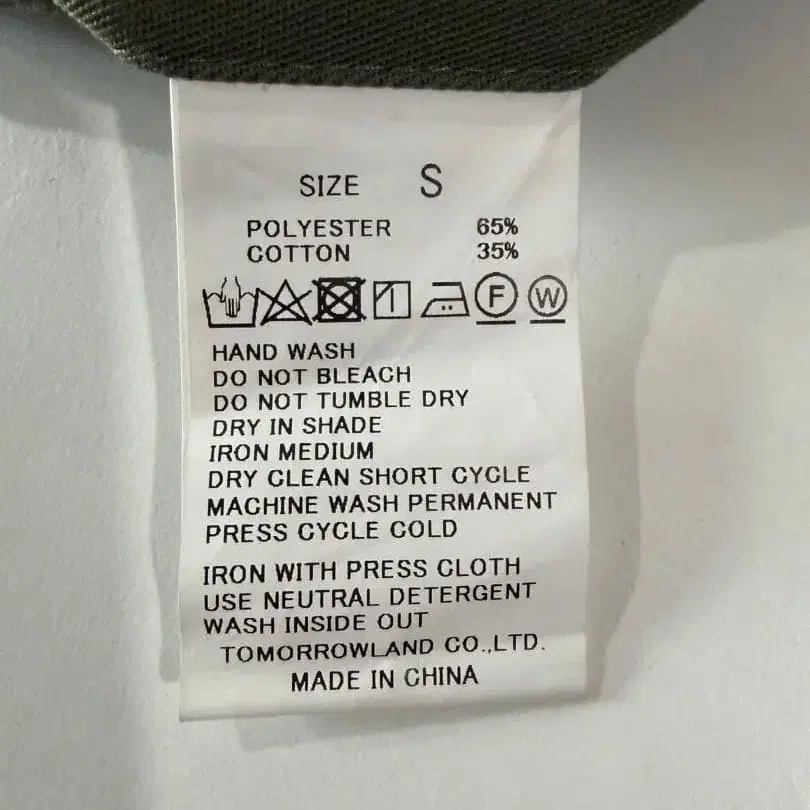 SIZE S
POLYESTER 65%
COTTON 35%
F W
HAND WASH
DO NOT BLEACH
DO NOT TUMBLE DRY
DRY IN SHADE
IRON MEDIUM
DRY CLEAN SHORT CYCLE
MACHINE WASH PERMANENT
PRESS CYCLE COLD
IRON WITH PRESS CLOTH
USE NEUTRAL DETERGENT
WASH INSIDE OUT
TOMORROWLAND CO.,LTD.
MADE IN CHINA